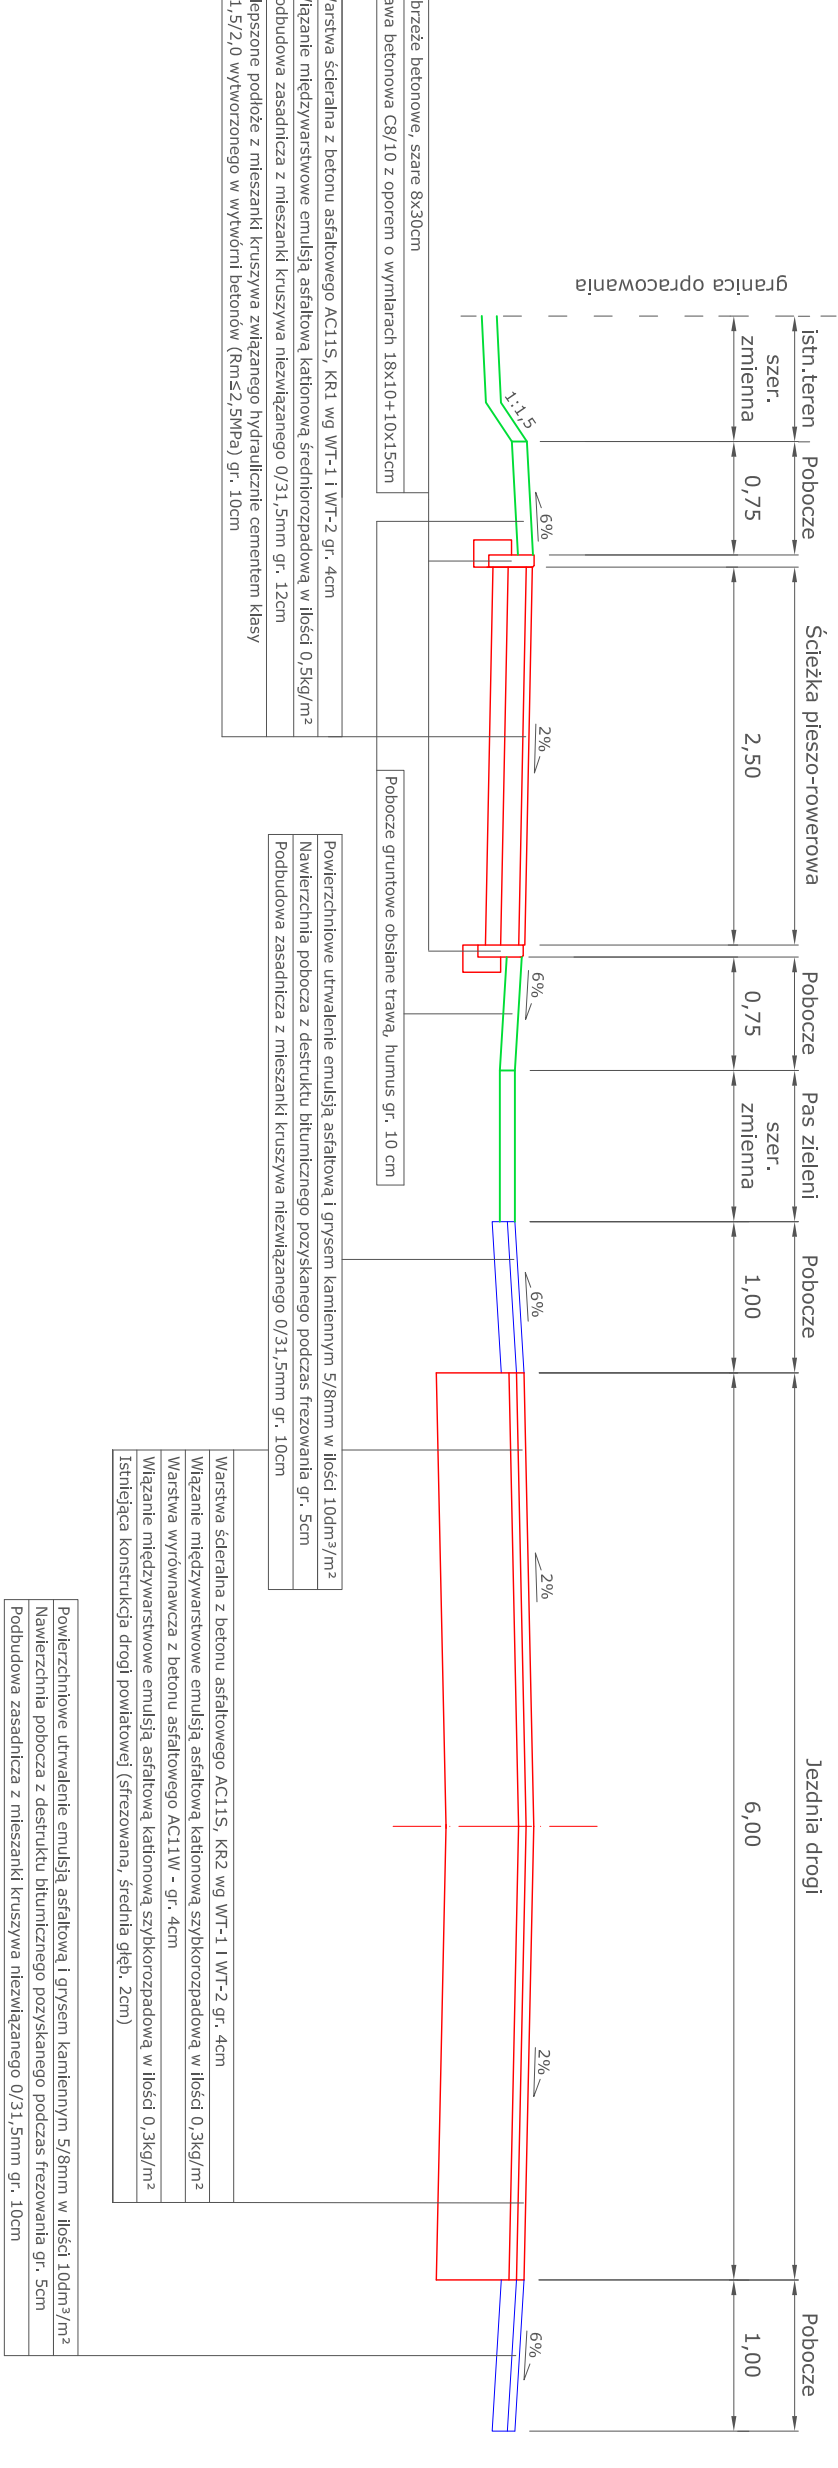 granica opracowania
istn.teren
Pobocze
Ścieżka pieszo-rowerowa
Pobocze
Pas zieleni
Pobocze
Jezdnia drogi
Pobocze
szer.
zmienna
0,75
2,50
0,75
szer.
zmienna
1,00
6,00
1,00
1:1,5
6%
2%
6%
6%
2%
2%
6%
brzeże betonowe, szare 8x30cm
betonowa C8/10 z oporem o wymiarach 18x10+10x15cm
Pobocze gruntowe obsiane trawą, humus gr. 10 cm
arstwa ścieralna z betonu asfaltowego AC11S, KR1 wg WT-1 i WT-2 gr. 4cm
iązanie międzywarstwowe emulsją asfaltową kationową średniorozpadową w ilości 0,5kg/m²
odbudowa zasadnicza z mieszanki kruszywa niezwiązanego 0/31,5mm gr. 12cm
lepszone podłoże z mieszanki kruszywa związanego hydraulicznie cementem klasy
1,5/2,0 wytworzonego w wytwórni betonów (Rm≤2,5MPa) gr. 10cm
Powierzchniowe utrwalenie emulsją asfaltową i grysem kamiennym 5/8mm w ilości 10dm³/m²
Nawierzchnia pobocza z destruktu bitumicznego pozyskanego podczas frezowania gr. 5cm
Podbudowa zasadnicza z mieszanki kruszywa niezwiązanego 0/31,5mm gr. 10cm
Warstwa ścieralna z betonu asfaltowego AC11S, KR2 wg WT-1 i WT-2 gr. 4cm
Wiązanie międzywarstwowe emulsją asfaltową kationową szybkorozpadową w ilości 0,3kg/m²
Warstwa wyrównawcza z betonu asfaltowego AC11W - gr. 4cm
Wiązanie międzywarstwowe emulsją asfaltową kationową szybkorozpadową w ilości 0,3kg/m²
Istniejąca konstrukcja drogi powiatowej (sfrezowana, średnia głęb. 2cm)
Powierzchniowe utrwalenie emulsją asfaltową i grysem kamiennym 5/8mm w ilości 10dm³/m²
Nawierzchnia pobocza z destruktu bitumicznego pozyskanego podczas frezowania gr. 5cm
Podbudowa zasadnicza z mieszanki kruszywa niezwiązanego 0/31,5mm gr. 10cm